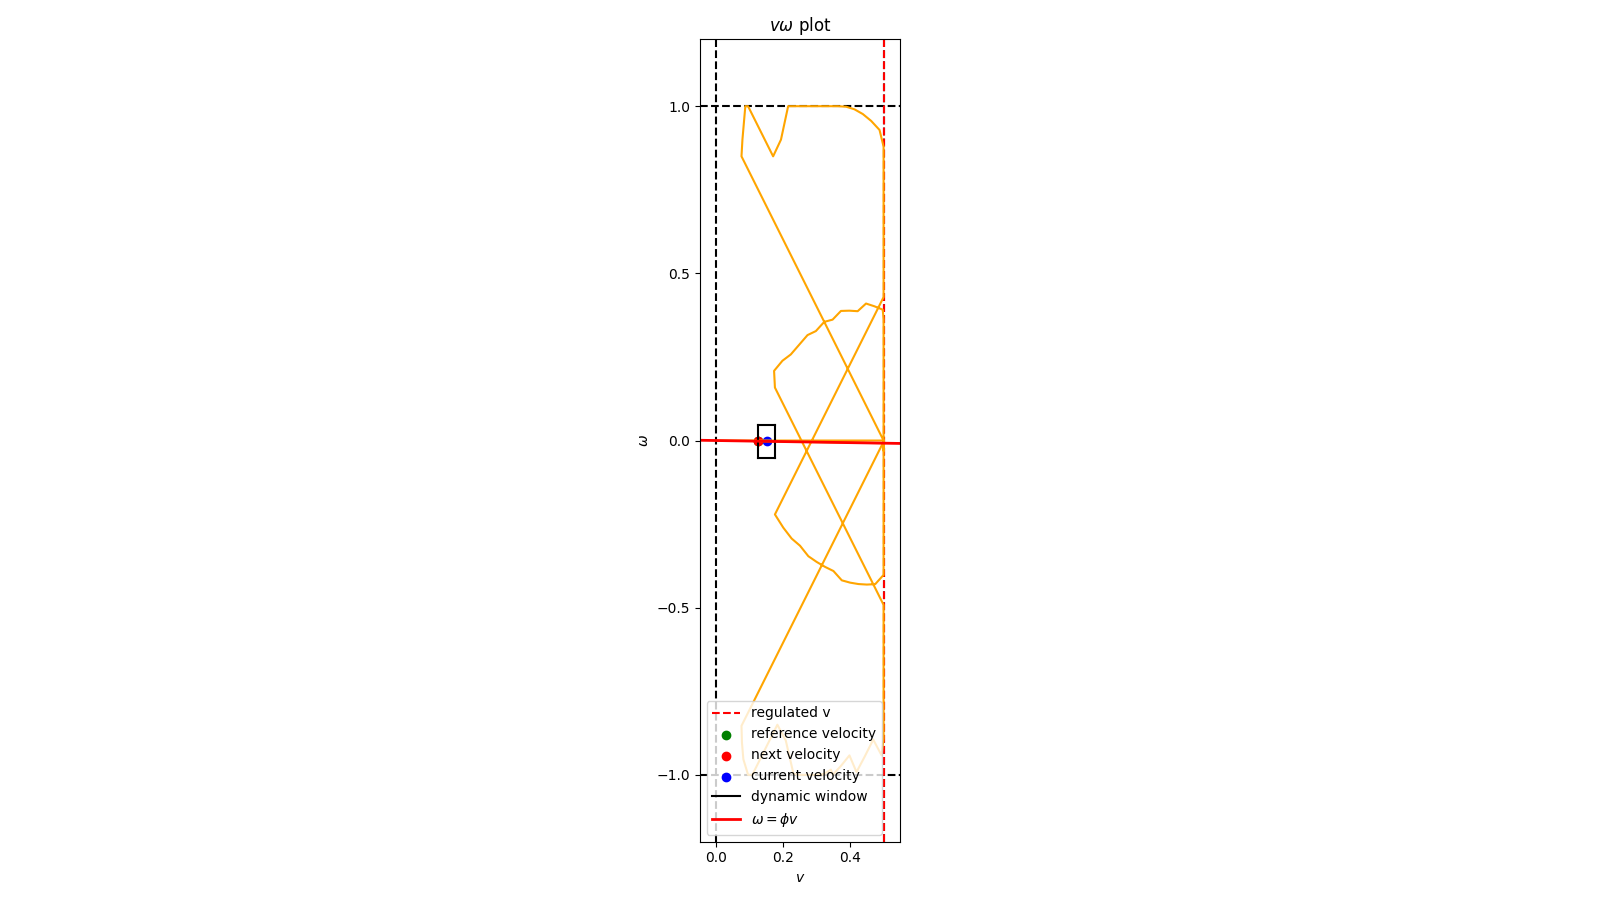 vω plot
1.0
0.5
0.0
−0.5
−1.0
ω
regulated v
reference velocity
next velocity
current velocity
dynamic window
ω = ϕv
0.0 0.2 0.4
v